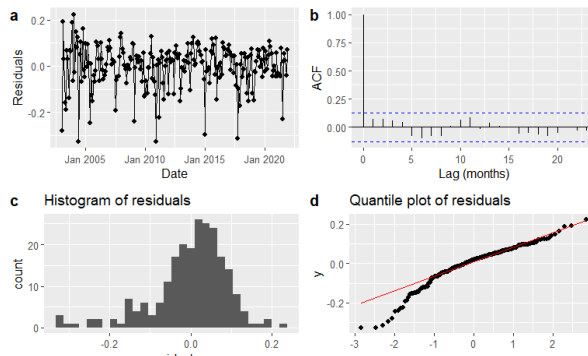 a
0.2
0.0
-0.2
Residuals
Jan 2005
Jan 2010
Jan 2015
Jan 2020
Date
b
1.00
0.75
0.50
0.25
0.00
ACF
0
10
20
Lag (months)
c Histogram of residuals
20
10
0
count
-0.2
0.0
0.2
d Quantile plot of residuals
0.2
0.0
-0.2
y
-3
-2
-1
0
1
2